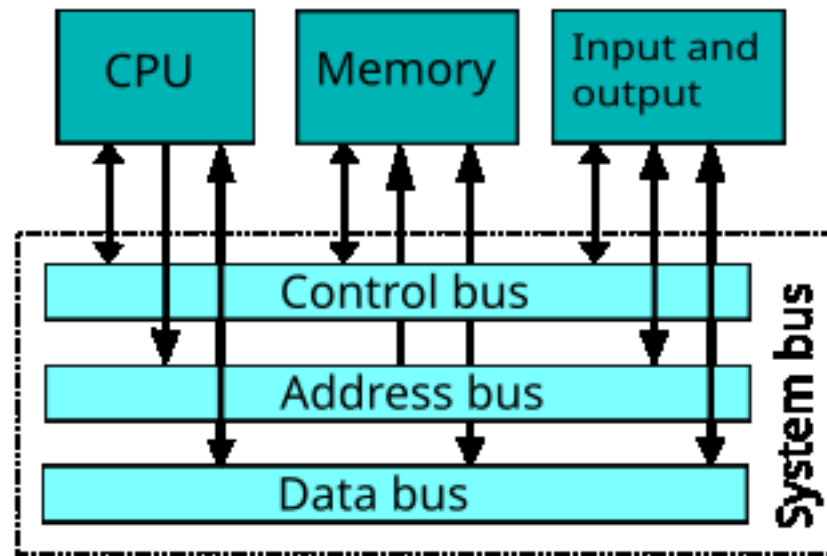 CPU
Memory
Input and
output
Control bus
Address bus
Data bus
System bus